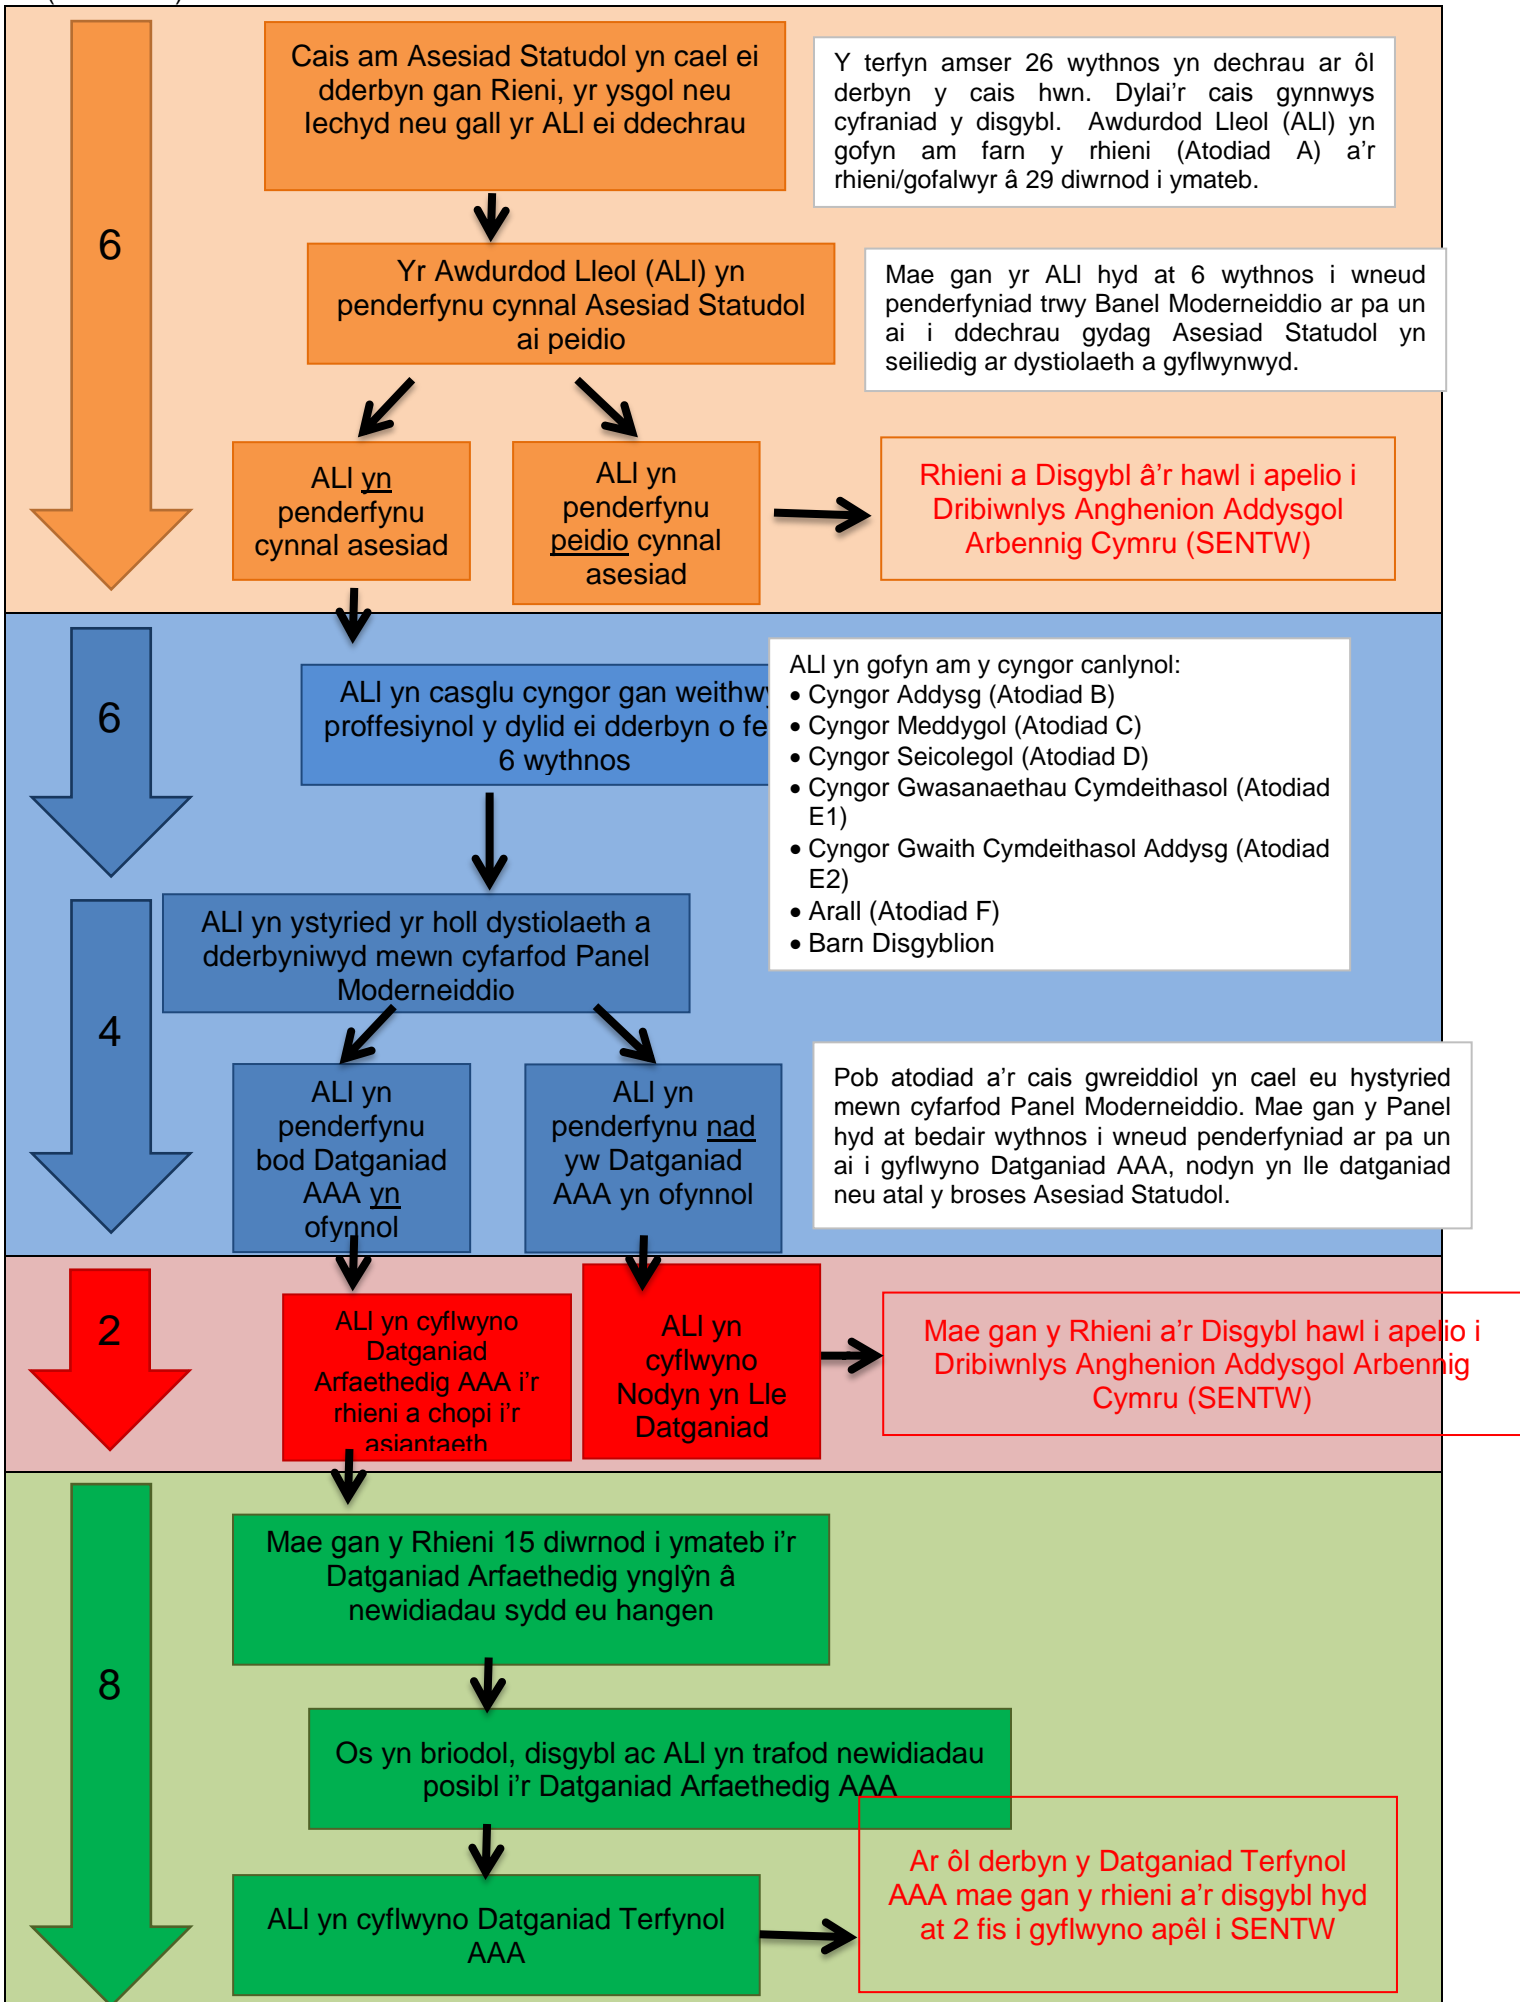 6
Cais am Asesiad Statudol yn cael ei
dderbyn gan Rieni, yr ysgol neu
Iechyd neu gall yr ALl ei ddechrau
Y terfyn amser 26 wythnos yn dechrau ar ôl
derbyn y cais hwn. Dylai'r cais gynnwys
cyfraniad y disgybl. Awdurdod Lleol (ALl) yn
gofyn am farn y rhieni (Atodiad A) a'r
rhieni/gofalwyr â 29 diwrnod i ymateb.
Yr Awdurdod Lleol (ALl) yn
penderfynu cynnal Asesiad Statudol
ai peidio
Mae gan yr ALl hyd at 6 wythnos i wneud
penderfyniad trwy Banel Moderneiddio ar pa un
ai i ddechrau gydag Asesiad Statudol yn
seiliedig ar dystiolaeth a gyflwynwyd.
ALl yn
penderfynu
cynnal asesiad
ALl yn
penderfynu
peidio cynnal
asesiad
Rhieni a Disgybl â'r hawl i apelio i
Dribiwnlys Anghenion Addysgol
Arbennig Cymru (SENTW)
6
ALl yn casglu cyngor gan weithwy
proffesiynol y dylid ei dderbyn o fe
6 wythnos
ALl yn gofyn am y cyngor canlynol:
• Cyngor Addysg (Atodiad B)
• Cyngor Meddygol (Atodiad C)
• Cyngor Seicolegol (Atodiad D)
• Cyngor Gwasanaethau Cymdeithasol (Atodiad
E1)
• Cyngor Gwaith Cymdeithasol Addysg (Atodiad
E2)
• Arall (Atodiad F)
• Barn Disgyblion
4
ALl yn ystyried yr holl dystiolaeth a
dderbyniwyd mewn cyfarfod Panel
Moderneiddio
ALl yn
penderfynu
bod Datganiad
AAA yn
ofynnol
ALl yn
penderfynu nad
yw Datganiad
AAA yn ofynnol
Pob atodiad a'r cais gwreiddiol yn cael eu hystyried
mewn cyfarfod Panel Moderneiddio. Mae gan y Panel
hyd at bedair wythnos i wneud penderfyniad ar pa un
ai i gyflwyno Datganiad AAA, nodyn yn lle datganiad
neu atal y broses Asesiad Statudol.
2
ALl yn cyflwyno
Datganiad
Arfaethedig AAA i'r
rhieni a chopi i'r
asiantaeth
ALl yn
cyflwyno
Nodyn yn Lle
Datganiad
Mae gan y Rhieni a'r Disgybl hawl i apelio i
Dribiwnlys Anghenion Addysgol Arbennig
Cymru (SENTW)
8
Mae gan y Rhieni 15 diwrnod i ymateb i'r
Datganiad Arfaethedig ynglŷn â
newidiadau sydd eu hangen
Os yn briodol, disgybl ac ALl yn trafod newidiadau
posibl i'r Datganiad Arfaethedig AAA
ALl yn cyflwyno Datganiad Terfynol
AAA
Ar ôl derbyn y Datganiad Terfynol
AAA mae gan y rhieni a'r disgybl hyd
at 2 fis i gyflwyno apêl i SENTW